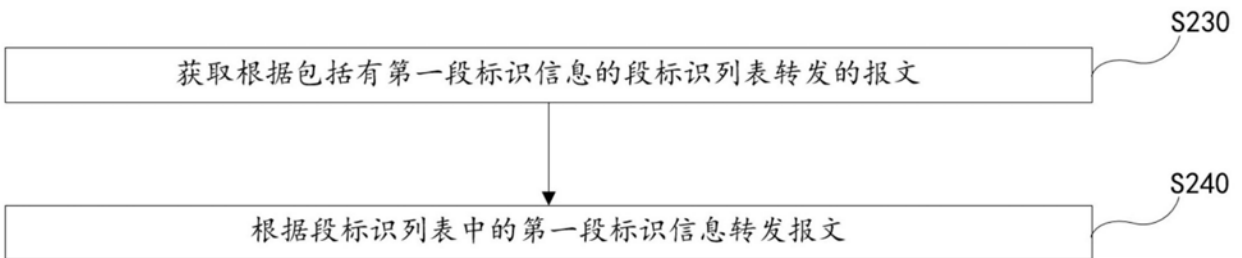 S230
获取根据包括有第一段标识信息的段标识列表转发的报文
S240
根据段标识列表中的第一段标识信息转发报文